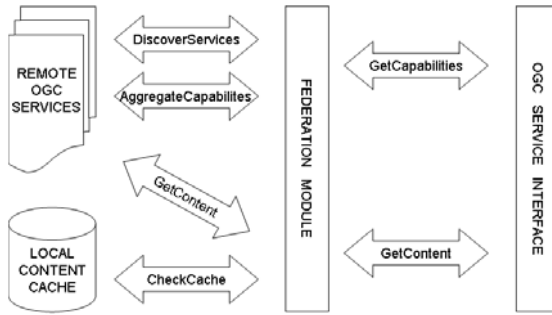 REMOTE
OGC
SERVICES
DiscoverServices
AggregateCapabilites
GetContent
LOCAL
CONTENT
CACHE
CheckCache
FEDERATION MODULE
GetCapabilities
GetContent
OGC SERVICE INTERFACE